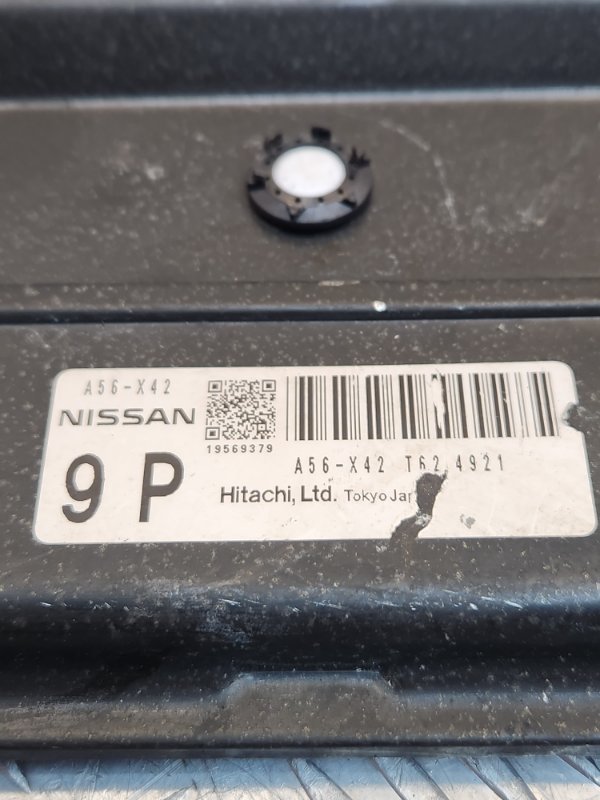 A56-X42
NISSAN
9 P
19569379
A56-X42 T62 4921
Hitachi, Ltd. Tokyo